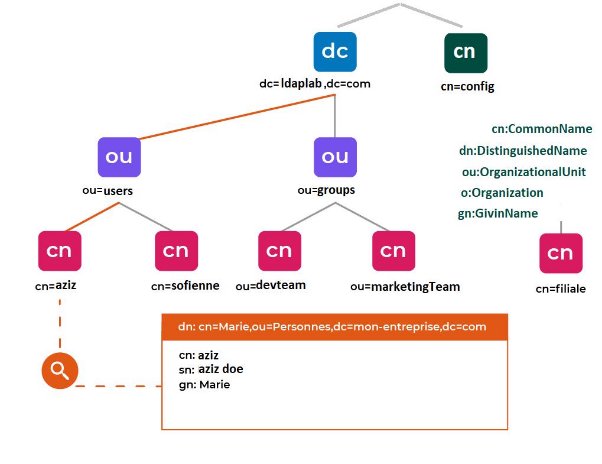 dc
cn
dc=ldaplab,dc=com
cn=config
cn:CommonName
dn:DistinguishedName
ou:OrganizationalUnit
o:Organization
gn:GivinName
ou
ou
ou=users
ou=groups
cn
cn
cn
cn
cn
cn=aziz
cn=sofienne
ou=devteam
ou=marketingTeam
cn=filiale
dn: cn=Marie,ou=Personnes,dc=mon-entreprise,dc=com
cn: aziz
sn: aziz doe
gn: Marie